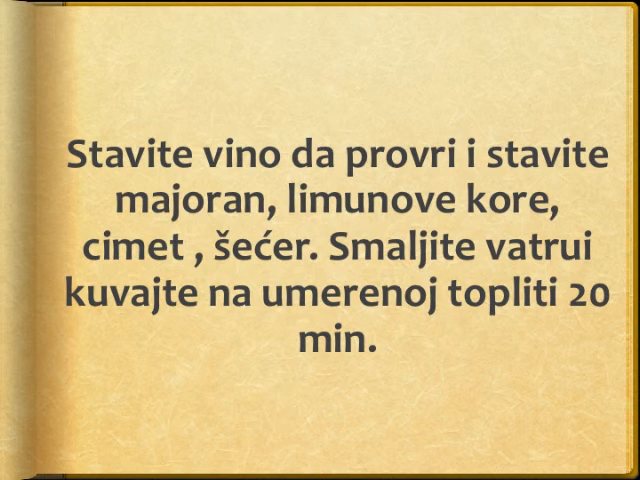 Stavite vino da provri i stavite
majoran, limunove kore,
cimet , šećer. Smaljite vatrui
kuvajte na umerenoj topliti 20
min.